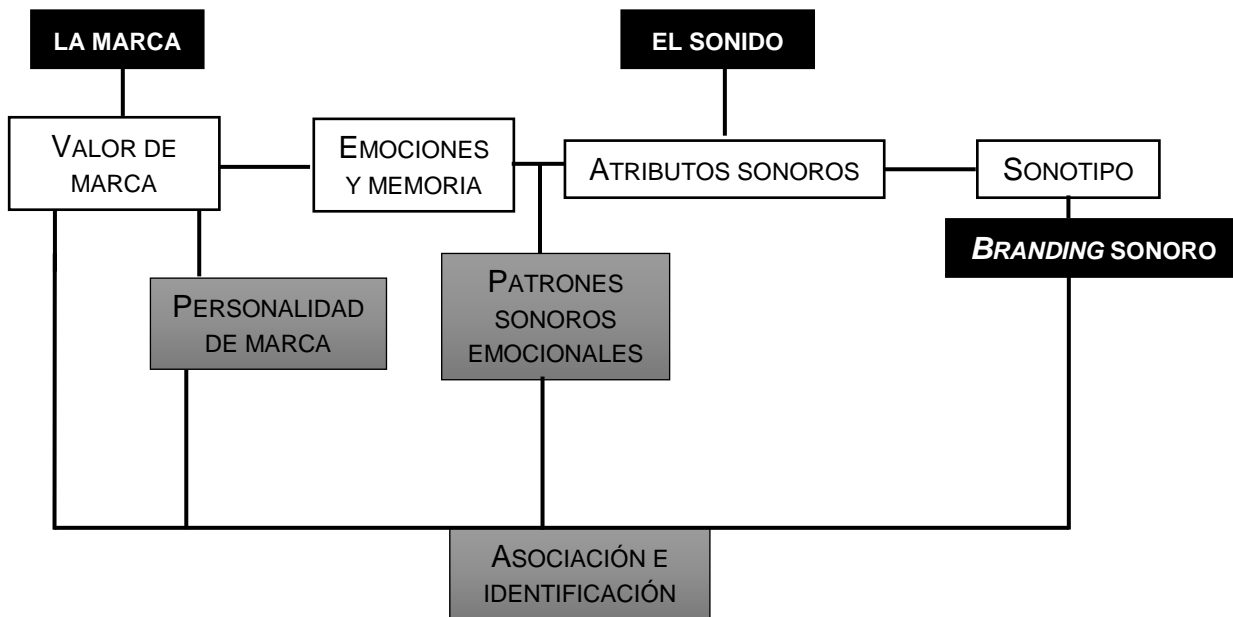 LA MARCA
EL SONIDO
VALOR DE
MARCA
EMOCIONES
Y MEMORIA
ATRIBUTOS SONOROS
SONOTIPO
BRANDING SONORO
PERSONALIDAD
DE MARCA
PATRONES
SONOROS
EMOCIONALES
ASOCIACIÓN E
IDENTIFICACIÓN